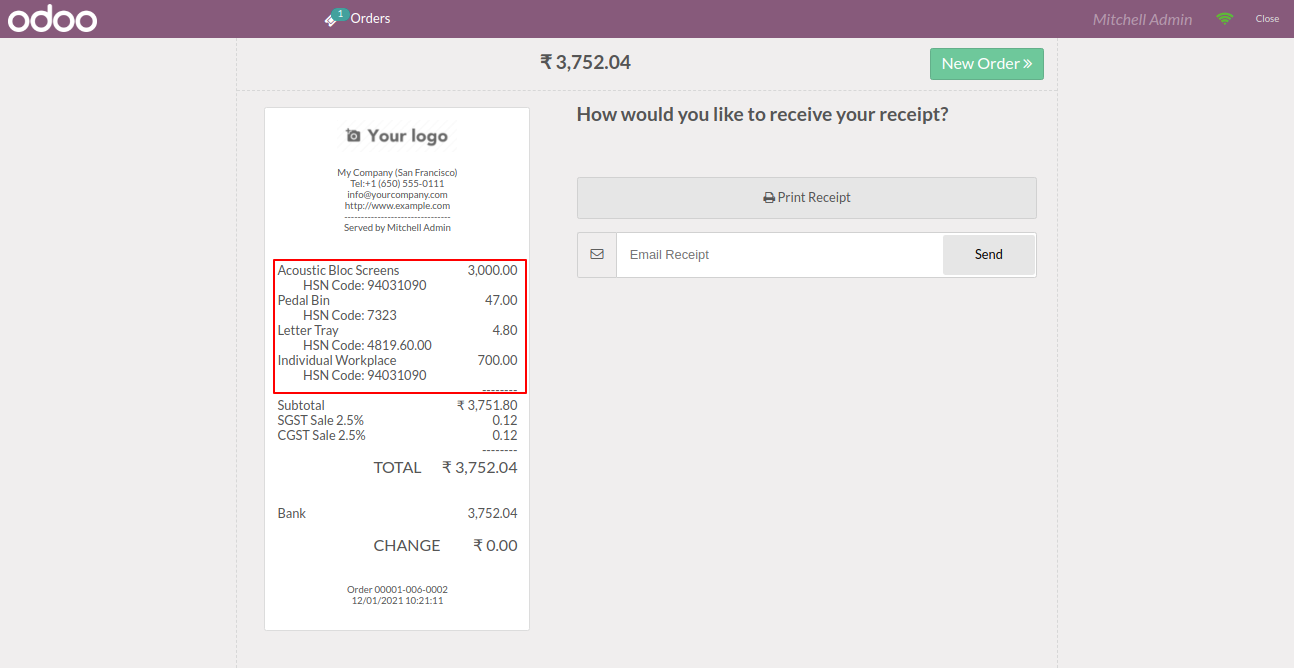 odoo
1 Orders
Mitchell Admin
Close
₹ 3,752.04
New Order »
How would you like to receive your receipt?
Your logo
My Company (San Francisco)
Tel:+1 (650) 555-0111
info@yourcompany.com
http://www.example.com
--------------------------------
Served by Mitchell Admin
Print Receipt
Email Receipt
Send
Acoustic Bloc Screens 3,000.00
HSN Code: 94031090
Pedal Bin 47.00
HSN Code: 7323
Letter Tray 4.80
HSN Code: 4819.60.00
Individual Workplace 700.00
HSN Code: 94031090
--------
Subtotal ₹ 3,751.80
SGST Sale 2.5% 0.12
CGST Sale 2.5% 0.12
--------
TOTAL ₹ 3,752.04
Bank 3,752.04
CHANGE ₹ 0.00
Order 00001-006-0002
12/01/2021 10:21:11